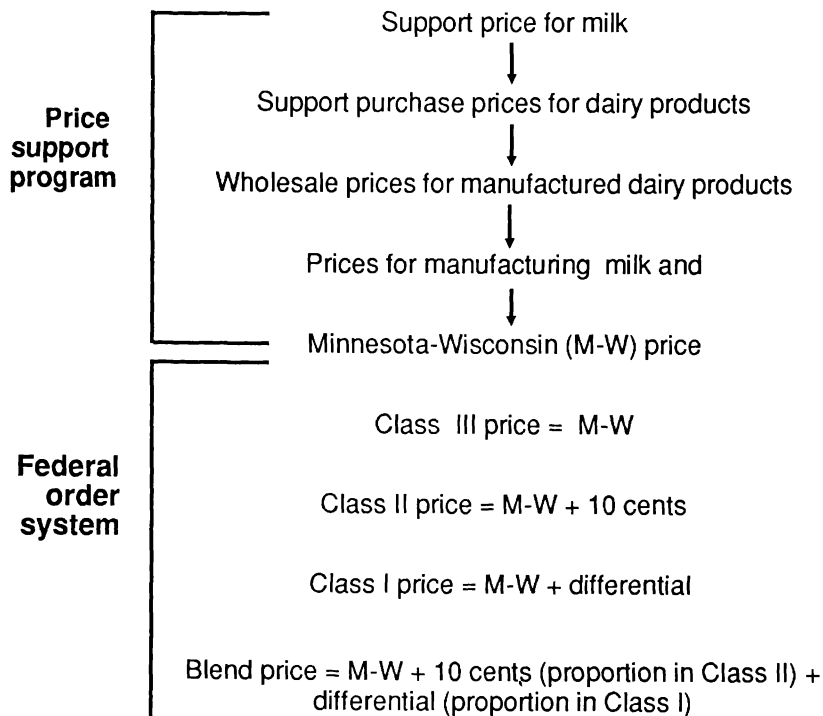 Price
support
program
Support price for milk
Support purchase prices for dairy products
Wholesale prices for manufactured dairy products
Prices for manufacturing milk and
Minnesota-Wisconsin (M-W) price
Federal
order
system
Class III price = M-W
Class II price = M-W + 10 cents
Class I price = M-W + differential
Blend price = M-W + 10 cents (proportion in Class II) +
differential (proportion in Class I)